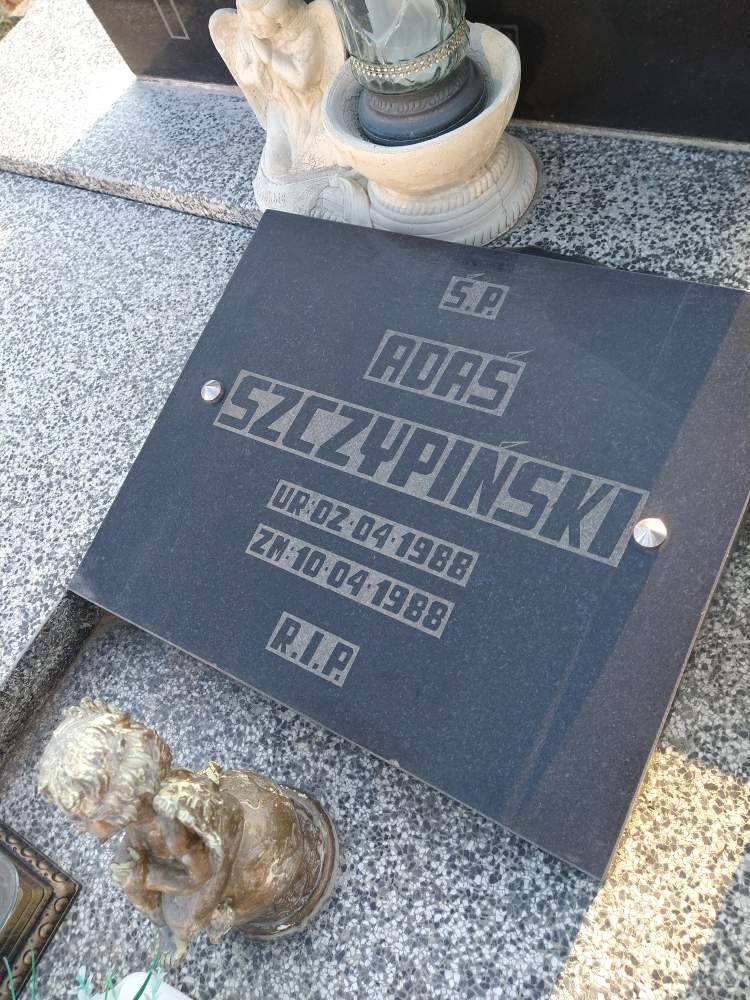 Ś.P.
ADAŚ
SZCZYPIŃSKI
UR·02·04·1988
ZM·10·04·1988
R.I.P.